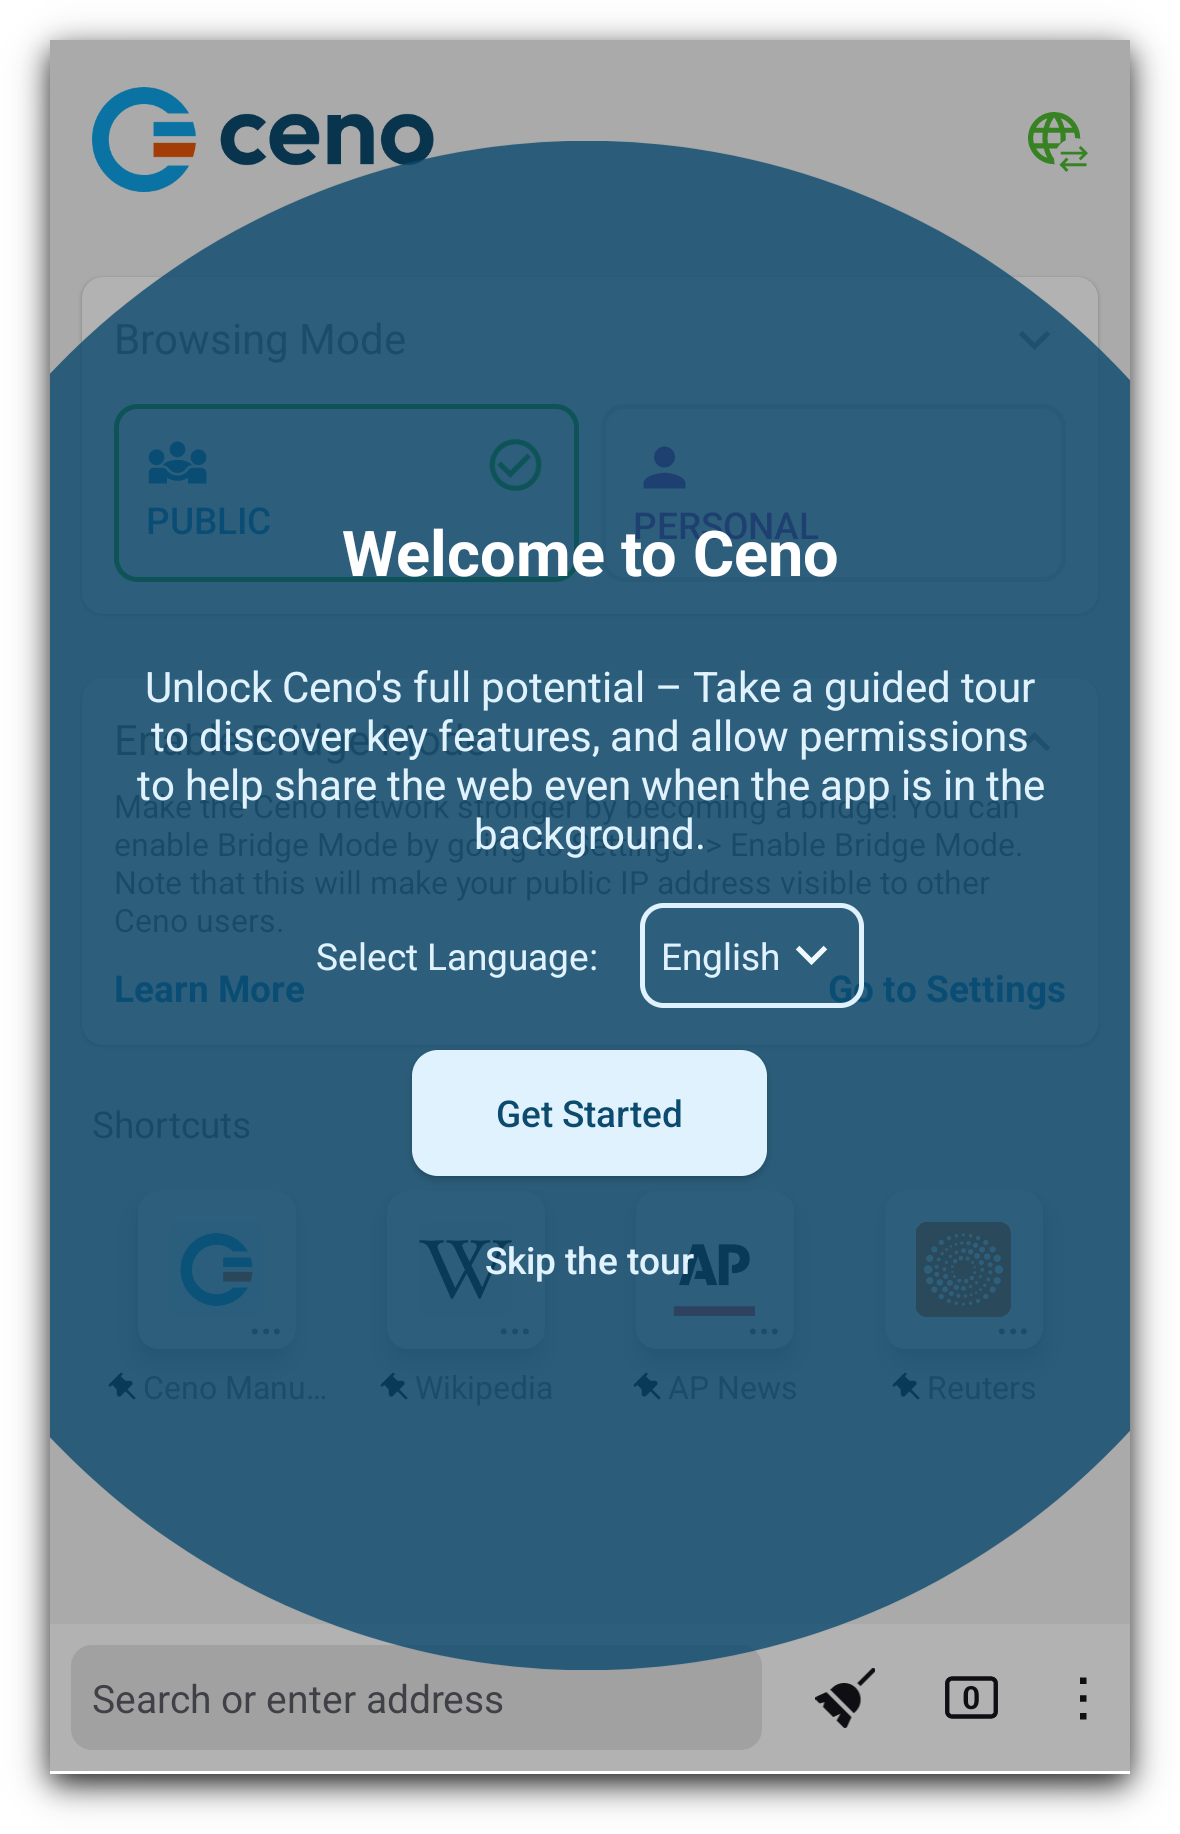 ceno
Browsing Mode
PUBLIC
PERSONAL
Welcome to Ceno
Unlock Ceno's full potential – Take a guided tour
to discover key features, and allow permissions
to help share the web even when the app is in the
background.
Enable Bridge Mode
Make the Ceno network stronger by becoming a bridge! You can
enable Bridge Mode by going to Settings -> Enable Bridge Mode.
Note that this will make your public IP address visible to other
Ceno users.
Select Language:
English
Learn More
Go to Settings
Get Started
Shortcuts
W
AP
Skip the tour
Ceno Manu...
Wikipedia
AP News
Reuters
Search or enter address
0